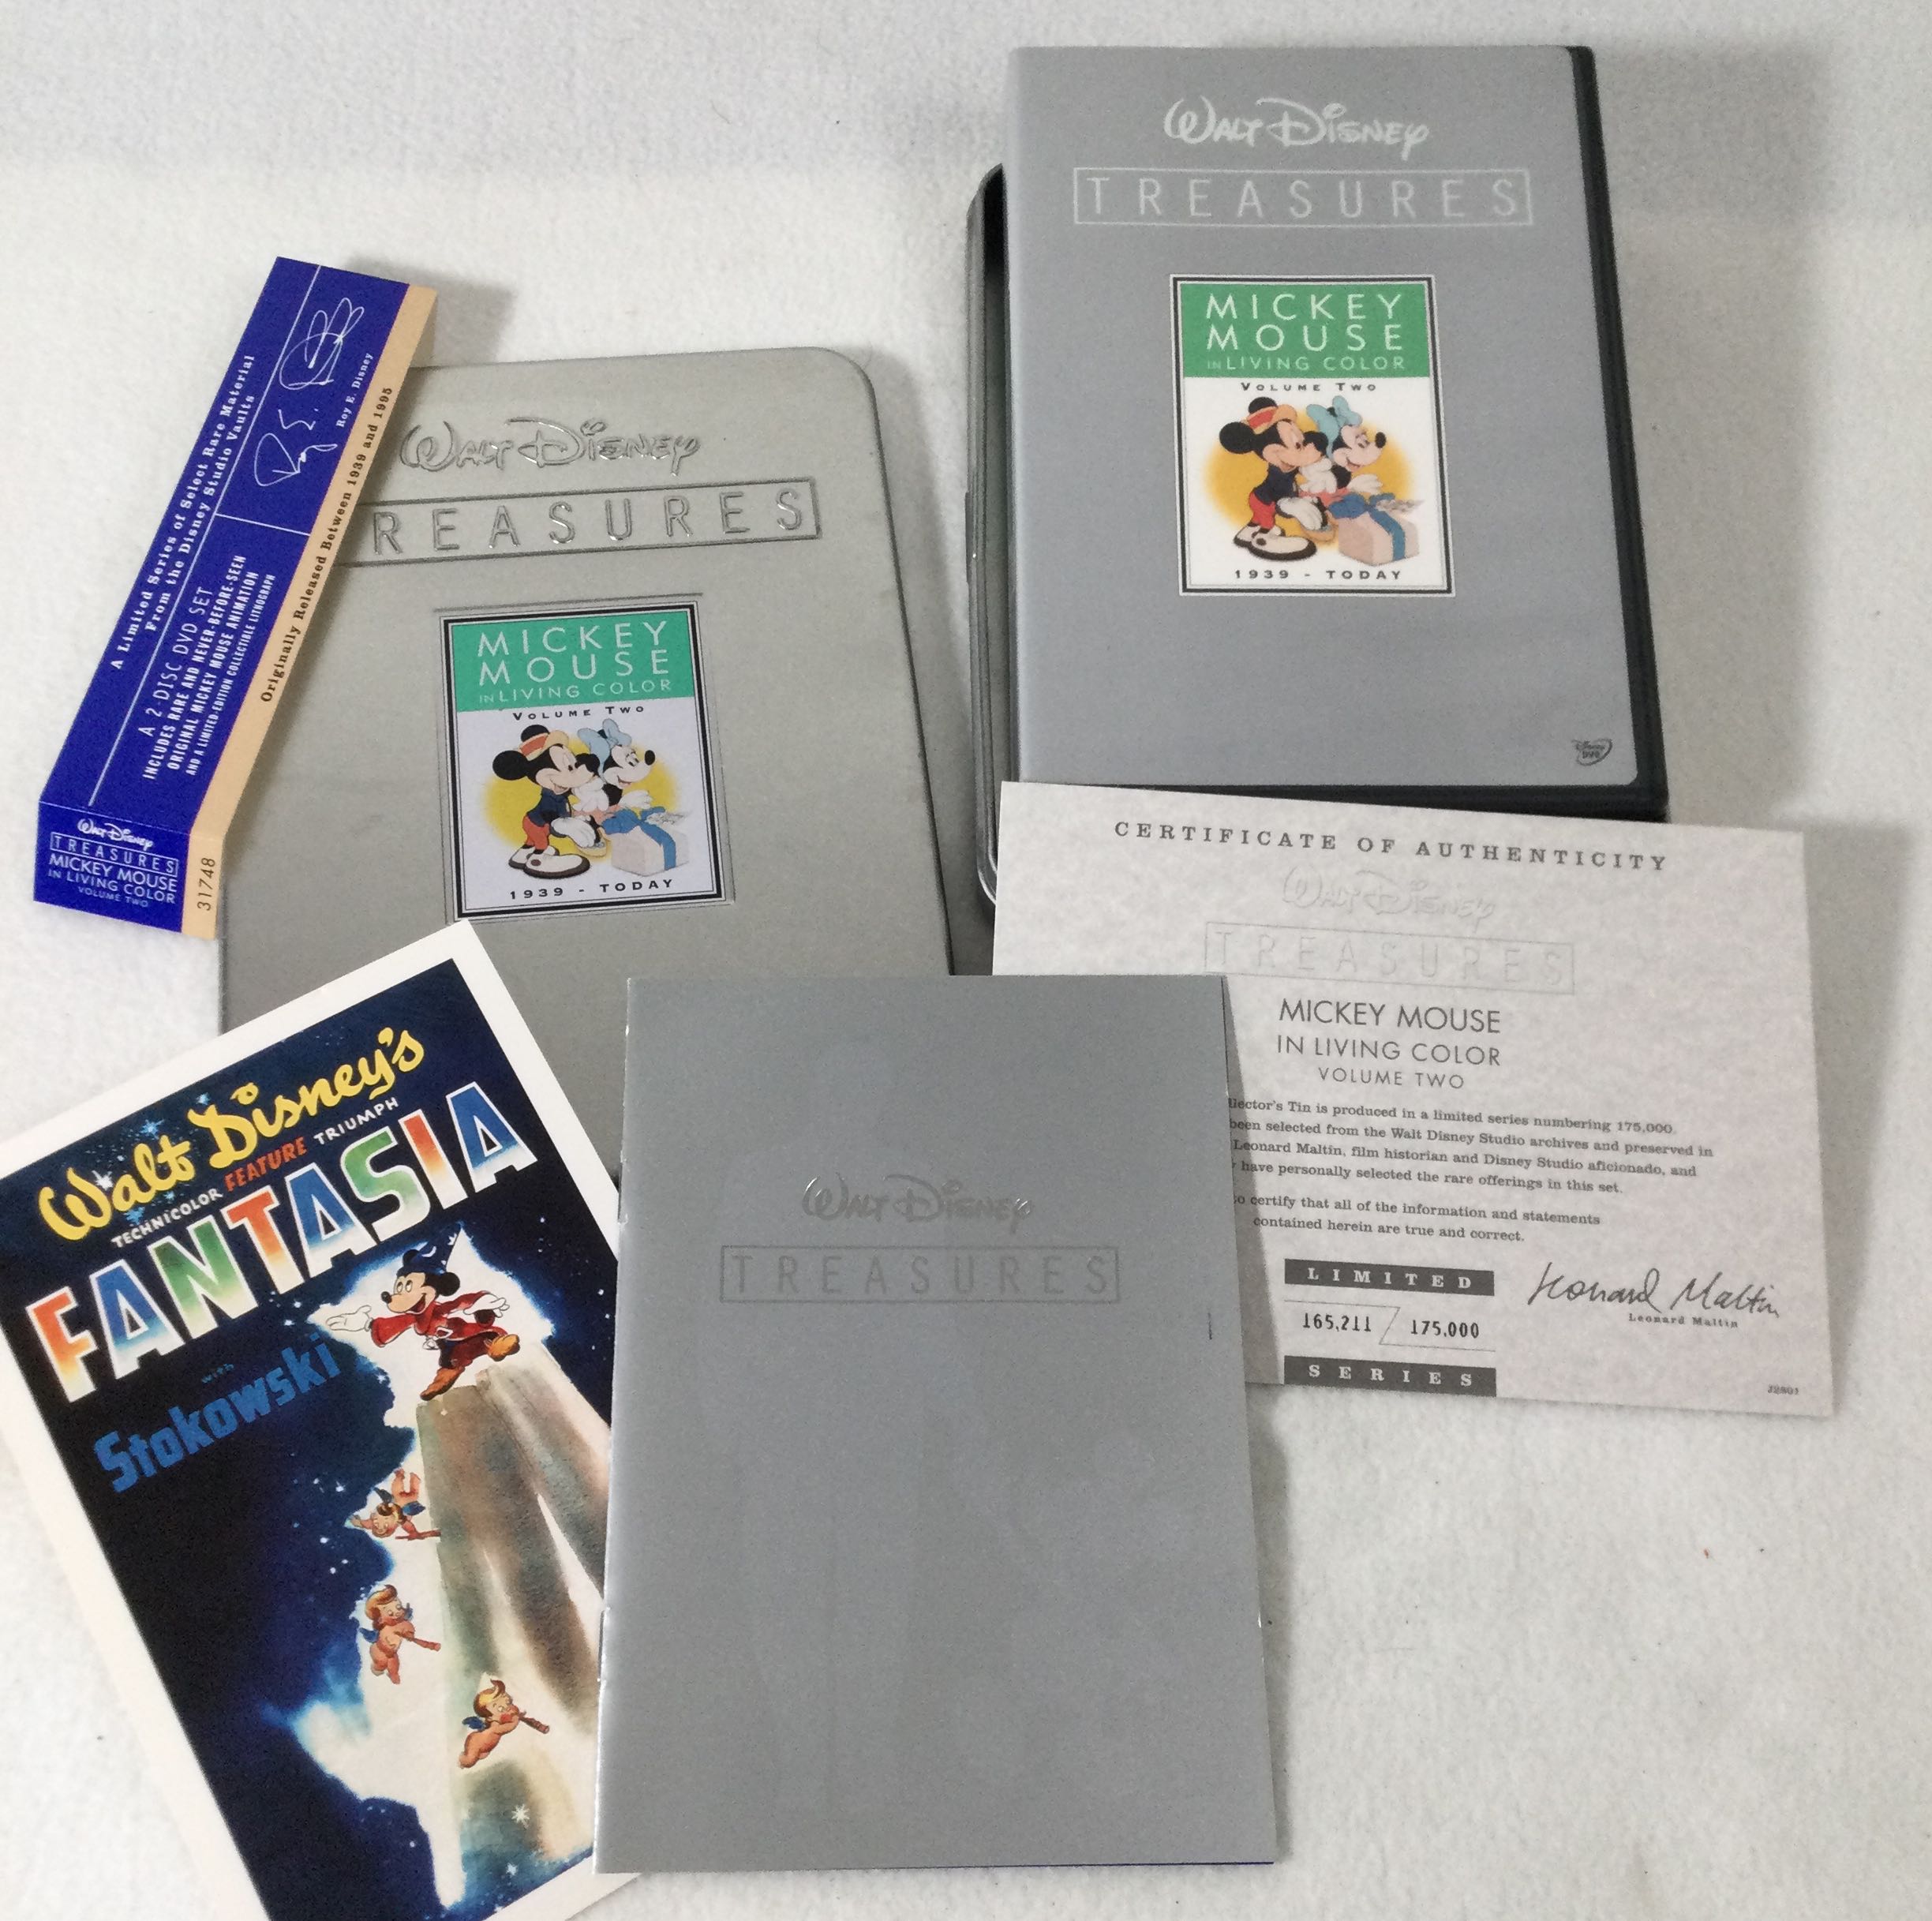 WALT DISNEY
TREASURES
MICKEY
MOUSE
IN LIVING COLOR
VOLUME TWO
1939 - TODAY
Disney
DVD
A Limited Series of Select Rare Material
From the Disney Studio Vaults
Roy E. Disney
A 2-DISC DVD SET
INCLUDES RARE AND NEVER-BEFORE-SEEN
ORIGINAL MICKEY MOUSE ANIMATION
AND A LIMITED-EDITION COLLECTIBLE LITHOGRAPH
Originally Released Between 1939 and 1995
WALT DISNEY
TREASURES
MICKEY MOUSE
IN LIVING COLOR
VOLUME TWO
31748
WALT DISNEY
REASURES
MICKEY
MOUSE
IN LIVING COLOR
VOLUME TWO
1939 - TODAY
CERTIFICATE OF AUTHENTICITY
WALT DISNEY
TREASURES
MICKEY MOUSE
IN LIVING COLOR
VOLUME TWO
Tin is produced in a limited series numbering 175,000.
been selected from the Walt Disney Studio archives and preserved in
Leonard Maltin, film historian and Disney Studio aficionado, and
have personally selected the rare offerings in this set.
certify that all of the information and statements
contained herein are true and correct.
LIMITED
165,211 / 175,000
SERIES
Leonard Maltin
Leonard Maltin
J2801
Walt Disney's
TECHNICOLOR FEATURE TRIUMPH
FANTASIA
with
Stokowski
WALT DISNEY
TREASURES